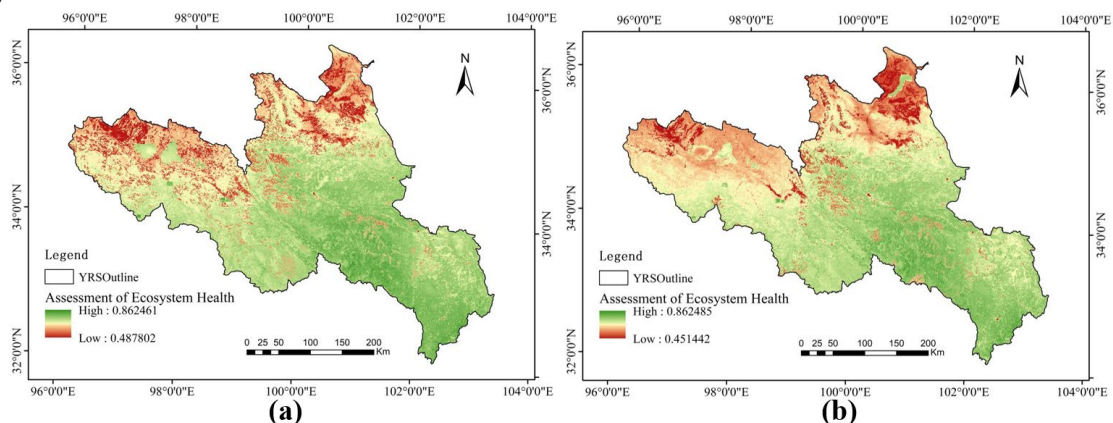 96°0'0"E 98°0'0"E 100°0'0"E 102°0'0"E 104°0'0"E
36°0'0"N
34°0'0"N
32°0'0"N
36°0'0"N
34°0'0"N
N
Legend
YRSOutline
Assessment of Ecosystem Health
High : 0.862461
Low : 0.487802
0 25 50 100 150 200
Km
96°0'0"E 98°0'0"E 100°0'0"E 102°0'0"E 104°0'0"E
(a)
96°0'0"E 98°0'0"E 100°0'0"E 102°0'0"E 104°0'0"E
36°0'0"N
34°0'0"N
32°0'0"N
36°0'0"N
34°0'0"N
N
Legend
YRSOutline
Assessment of Ecosystem Health
High : 0.862485
Low : 0.451442
0 25 50 100 150 200
Km
96°0'0"E 98°0'0"E 100°0'0"E 102°0'0"E 104°0'0"E
(b)